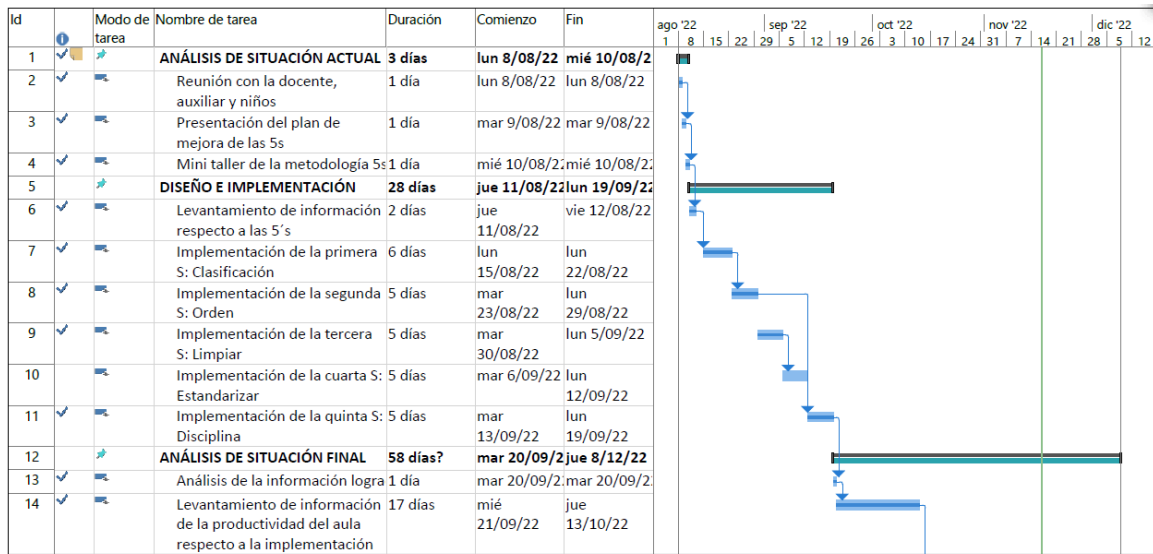 Id Modo de Nombre de tarea Duración Comienzo Fin
tarea
ago '22 sep '22 oct '22 nov '22 dic '22
1 8 15 22 29 5 12 19 26 3 10 17 24 31 7 14 21 28 5 12
1 ANÁLISIS DE SITUACIÓN ACTUAL 3 días lun 8/08/22 mié 10/08/2
2 Reunión con la docente, 1 día lun 8/08/22 lun 8/08/22
auxiliar y niños
3 Presentación del plan de 1 día mar 9/08/22 mar 9/08/22
mejora de las 5s
4 Mini taller de la metodología 5s 1 día mié 10/08/22 mié 10/08/22
5 DISEÑO E IMPLEMENTACIÓN 28 días jue 11/08/22 lun 19/09/22
6 Levantamiento de información 2 días jue vie 12/08/22
respecto a las 5´s 11/08/22
7 Implementación de la primera 6 días lun lun
S: Clasificación 15/08/22 22/08/22
8 Implementación de la segunda 5 días mar lun
S: Orden 23/08/22 29/08/22
9 Implementación de la tercera 5 días mar lun 5/09/22
S: Limpiar 30/08/22
10 Implementación de la cuarta S: 5 días mar 6/09/22 lun
Estandarizar 12/09/22
11 Implementación de la quinta S: 5 días mar lun
Disciplina 13/09/22 19/09/22
12 ANÁLISIS DE SITUACIÓN FINAL 58 días? mar 20/09/2 jue 8/12/22
13 Análisis de la información logra 1 día mar 20/09/2 mar 20/09/2
14 Levantamiento de información 17 días mié jue
de la productividad del aula 21/09/22 13/10/22
respecto a la implementación